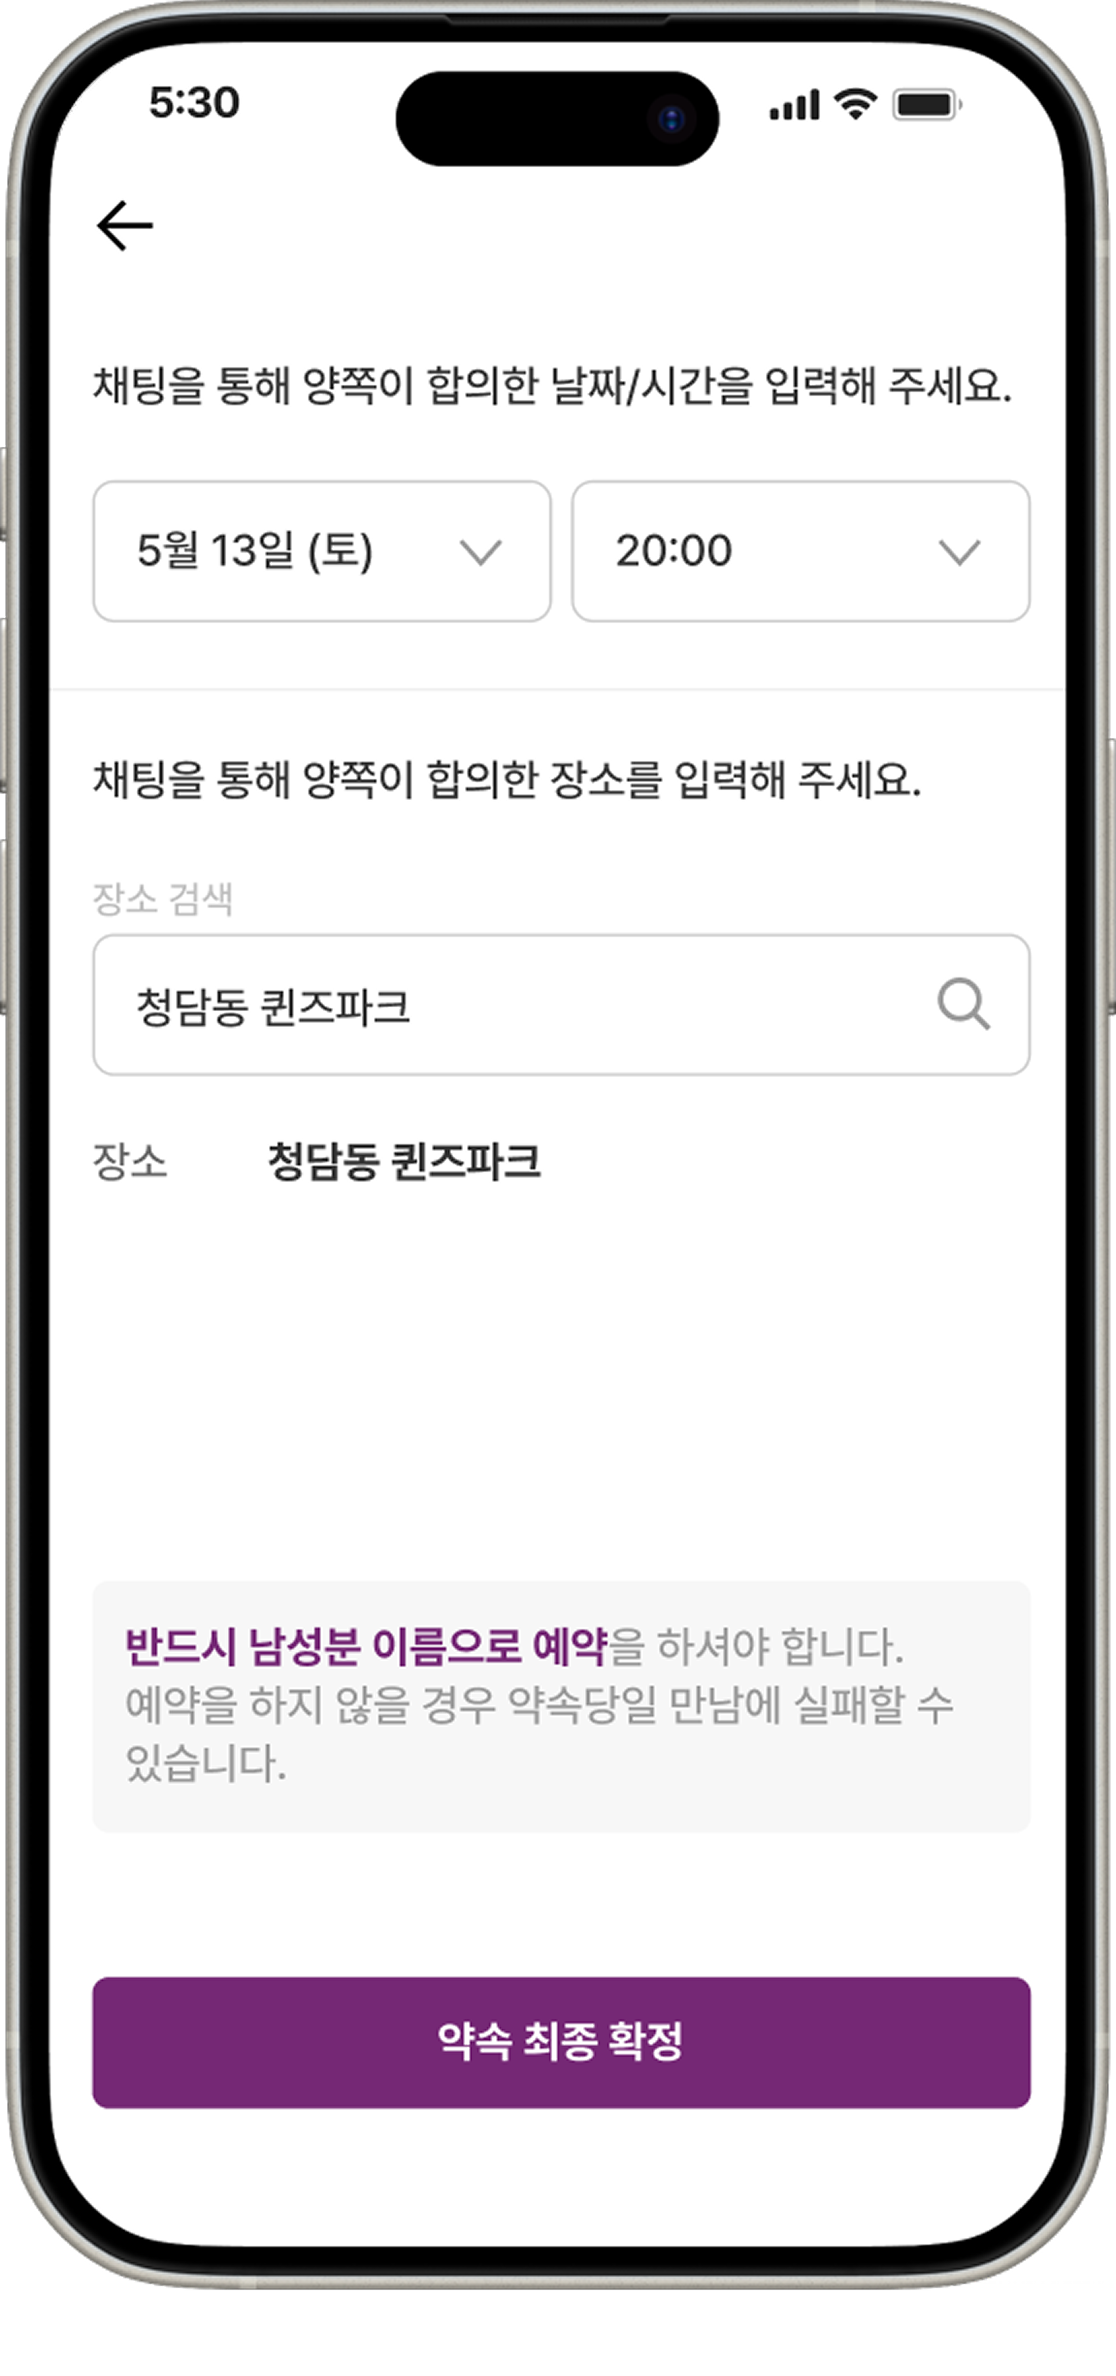 5:30
채팅을 통해 양쪽이 합의한 날짜/시간을 입력해 주세요.
5월 13일 (토)
20:00
채팅을 통해 양쪽이 합의한 장소를 입력해 주세요.
장소 검색
청담동 퀸즈파크
장소 청담동 퀸즈파크
반드시 남성분 이름으로 예약을 하셔야 합니다.
예약을 하지 않을 경우 약속당일 만남에 실패할 수
있습니다.
약속 최종 확정